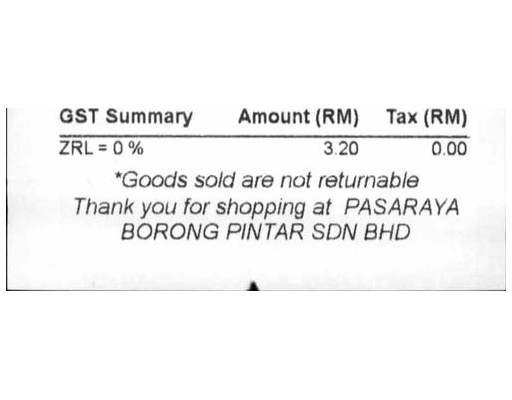 GST Summary Amount (RM) Tax (RM)
ZRL = 0 % 3.20 0.00
*Goods sold are not returnable
Thank you for shopping at PASARAYA
BORONG PINTAR SDN BHD